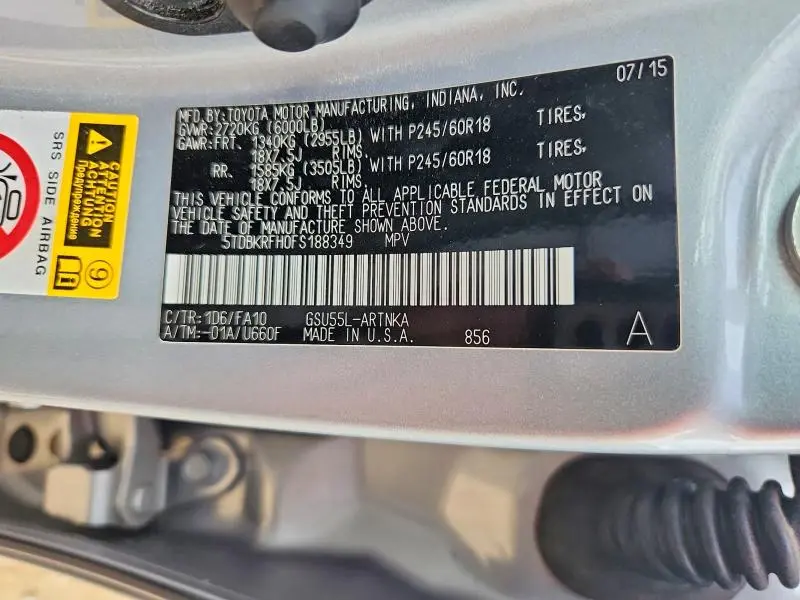 07/15
MFD.BY:TOYOTA MOTOR MANUFACTURING, INDIANA, INC.
GVWR:2720KG(6000LB)
GAWR:FRT. 1340KG (2955LB) WITH P245/60R18 TIRES,
18X7.5J RIMS
RR. 1585KG (3505LB) WITH P245/60R18 TIRES,
18X7.5J RIMS
THIS VEHICLE CONFORMS TO ALL APPLICABLE FEDERAL MOTOR
VEHICLE SAFETY AND THEFT PREVENTION STANDARDS IN EFFECT ON
THE DATE OF MANUFACTURE SHOWN ABOVE.
5TDBKRFH0FS188349 MPV
C/TR:1D6/FA10 GSU55L-ARTNKA
A/TM:-01A/U660F MADE IN U.S.A. 856 A
SRS SIDE AIRBAG
CAUTION
ATTENTION
ACHTUNG
Предупреждение
9